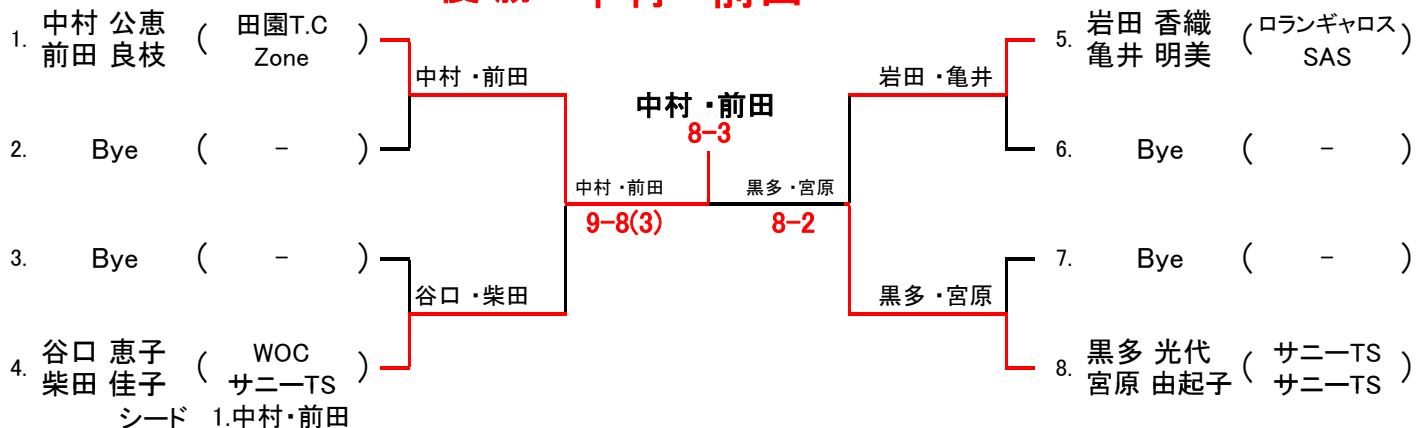 優勝 中村・前田
1. 中村 公恵 ( 田園T.C )
前田 良枝 Zone
中村・前田
2. Bye ( - )
3. Bye ( - )
谷口・柴田
4. 谷口 恵子 ( WOC )
柴田 佳子 サニーTS
シード 1.中村・前田
中村・前田
8-3
中村・前田
9-8(3)
黒多・宮原
8-2
5. 岩田 香織 (ロランギャロス)
亀井 明美 SAS
岩田・亀井
6. Bye ( - )
7. Bye ( - )
黒多・宮原
8. 黒多 光代 ( サニーTS )
宮原 由起子 サニーTS